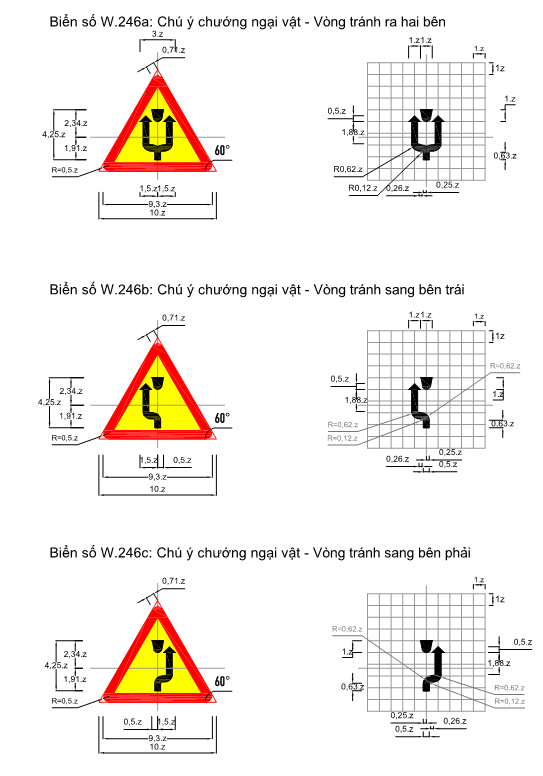 Biển số W.246a: Chú ý chướng ngại vật - Vòng tránh ra hai bên
3.z
0,71.z
2,34.z
4,25.z
1,91.z
60°
R=0,5.z
1,5.z 1,5.z
9,3.z
10.z
1.z 1.z
1.z
1z
0,5.z
1.z
1,88.z
0,63.z
R0,62.z
R0,12.z
0,26.z
0,25.z
Biển số W.246b: Chú ý chướng ngại vật - Vòng tránh sang bên trái
0,71.z
2,34.z
4,25.z
1,91.z
60°
R=0,5.z
1,5.z
0,5.z
9,3.z
10.z
1.z 1.z
1.z
1z
R=0,62.z
0,5.z
1.z
1,88.z
R=0,62.z
0,63.z
R=0,12.z
0,25.z
0,26.z
0,5.z
Biển số W.246c: Chú ý chướng ngại vật - Vòng tránh sang bên phải
0,71.z
2,34.z
4,25.z
1,91.z
60°
R=0,5.z
0,5.z
1,5.z
9,3.z
10.z
1.z
1z
R=0,62.z
0,5.z
1.z
1,88.z
0,63.z
R=0,62.z
R=0,12.z
0,25.z
0,26.z
0,5.z